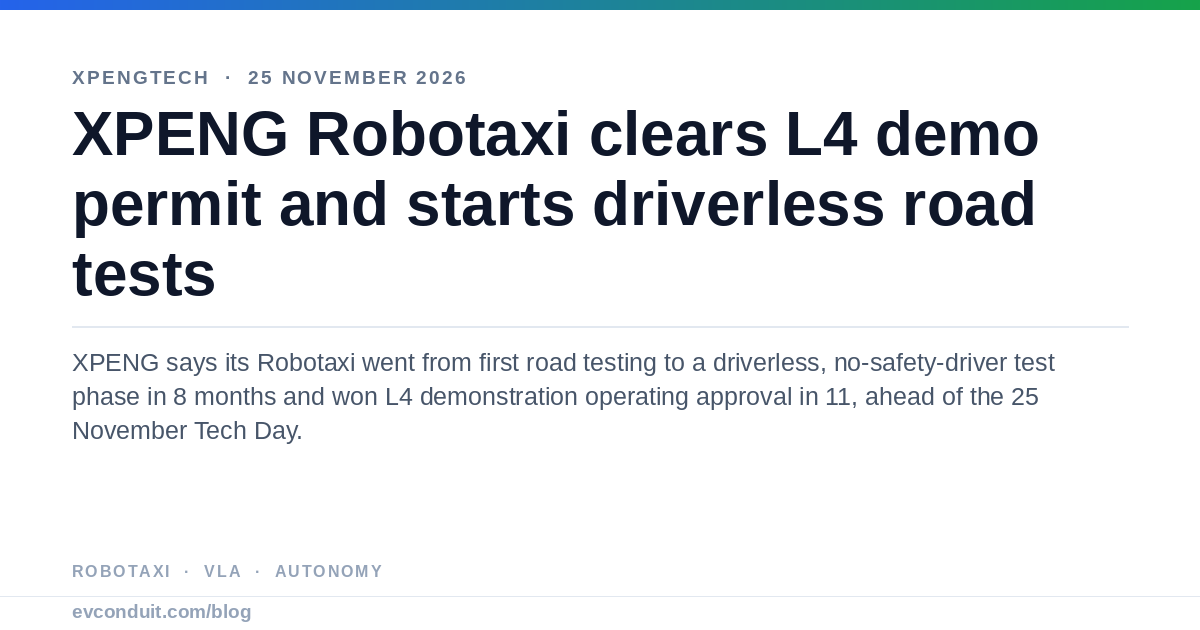 XPENGTECH · 25 NOVEMBER 2026
XPENG Robotaxi clears L4 demo
permit and starts driverless road
tests
XPENG says its Robotaxi went from first road testing to a driverless, no-safety-driver test
phase in 8 months and won L4 demonstration operating approval in 11, ahead of the 25
November Tech Day.
ROBOTAXI · VLA · AUTONOMY
evconduit.com/blog